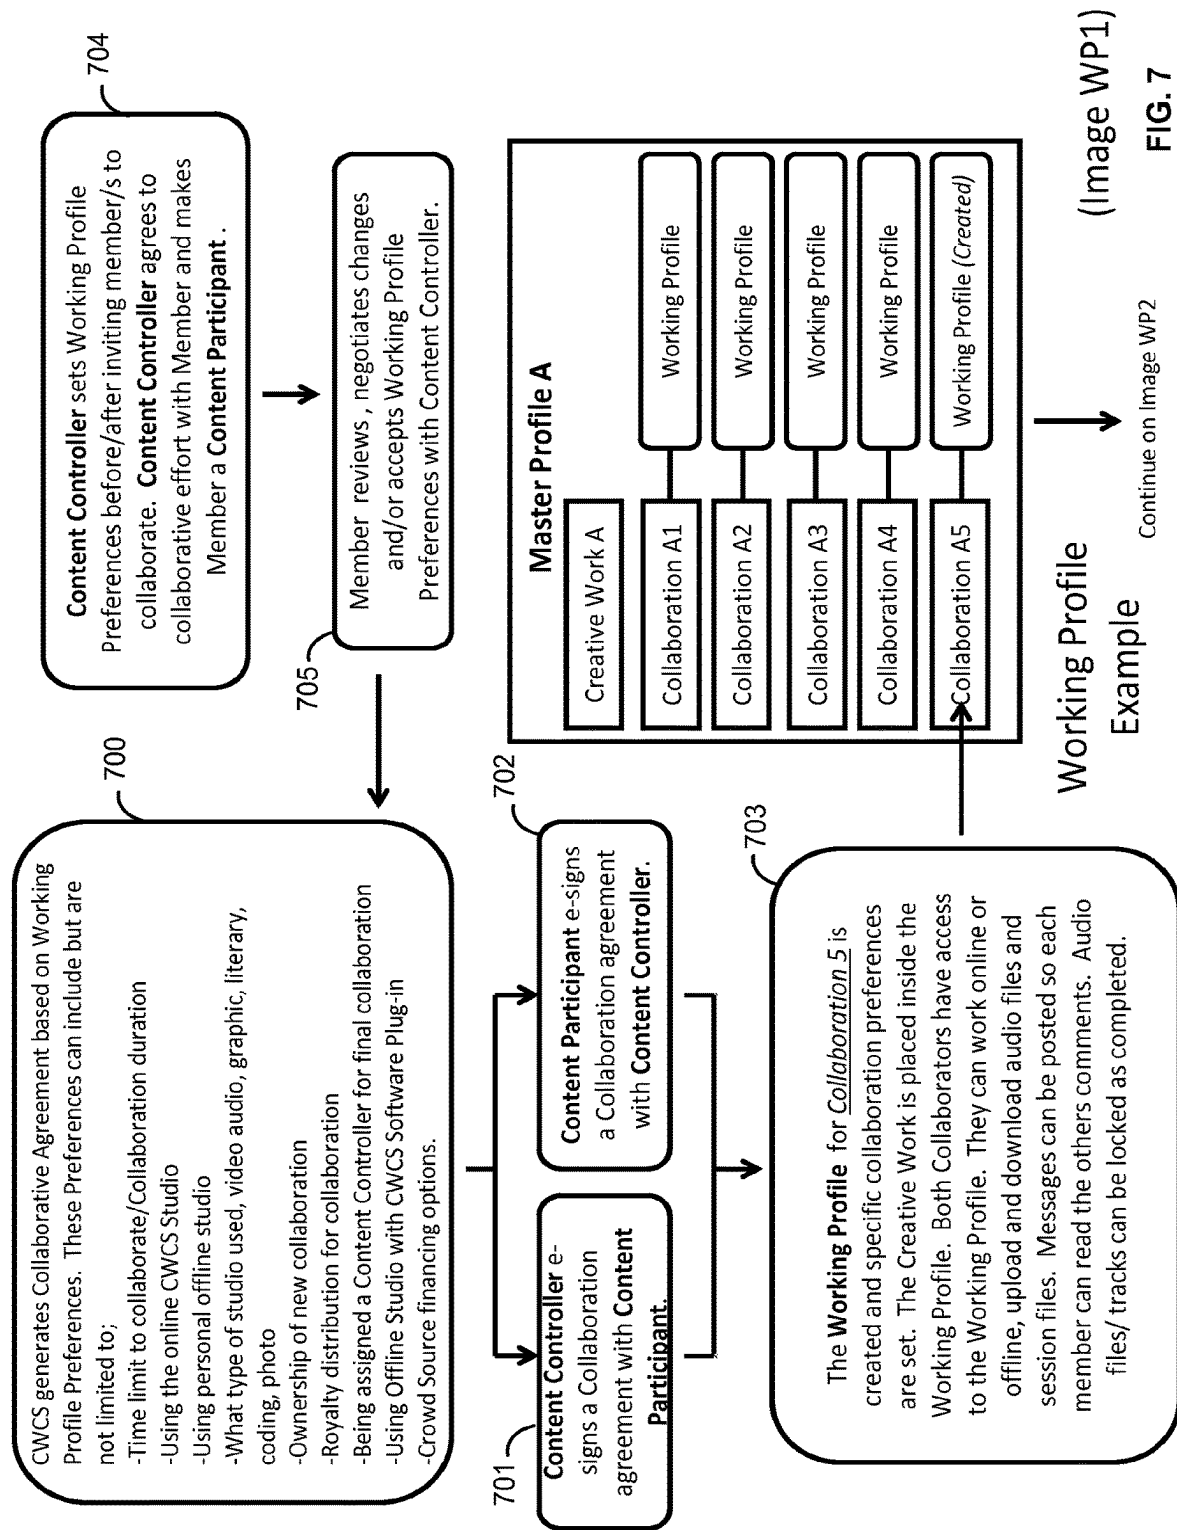 CWCS generates Collaborative Agreement based on Working
Profile Preferences. These Preferences can include but are
not limited to;
-Time limit to collaborate/Collaboration duration
-Using the online CWCS Studio
-Using personal offline studio
-What type of studio used, video audio, graphic, literary,
coding, photo
-Ownership of new collaboration
-Royalty distribution for collaboration
-Being assigned a Content Controller for final collaboration
-Using Offline Studio with CWCS Software Plug-in
-Crowd Source financing options.
700
Content Controller sets Working Profile
Preferences before/after inviting member/s to
collaborate. Content Controller agrees to
collaborative effort with Member and makes
Member a Content Participant .
704
705
Member reviews , negotiates changes
and/or accepts Working Profile
Preferences with Content Controller.
701
Content Controller e-
signs a Collaboration
agreement with Content
Participant.
702
Content Participant e-signs
a Collaboration agreement
with Content Controller.
703
The Working Profile for Collaboration 5 is
created and specific collaboration preferences
are set. The Creative Work is placed inside the
Working Profile. Both Collaborators have access
to the Working Profile. They can work online or
offline, upload and download audio files and
session files. Messages can be posted so each
member can read the others comments. Audio
files/ tracks can be locked as completed.
Master Profile A
Creative Work A
Collaboration A1
Working Profile
Collaboration A2
Working Profile
Collaboration A3
Working Profile
Collaboration A4
Working Profile
Collaboration A5
Working Profile (Created)
Working Profile
Example
Continue on Image WP2
(Image WP1)
FIG. 7